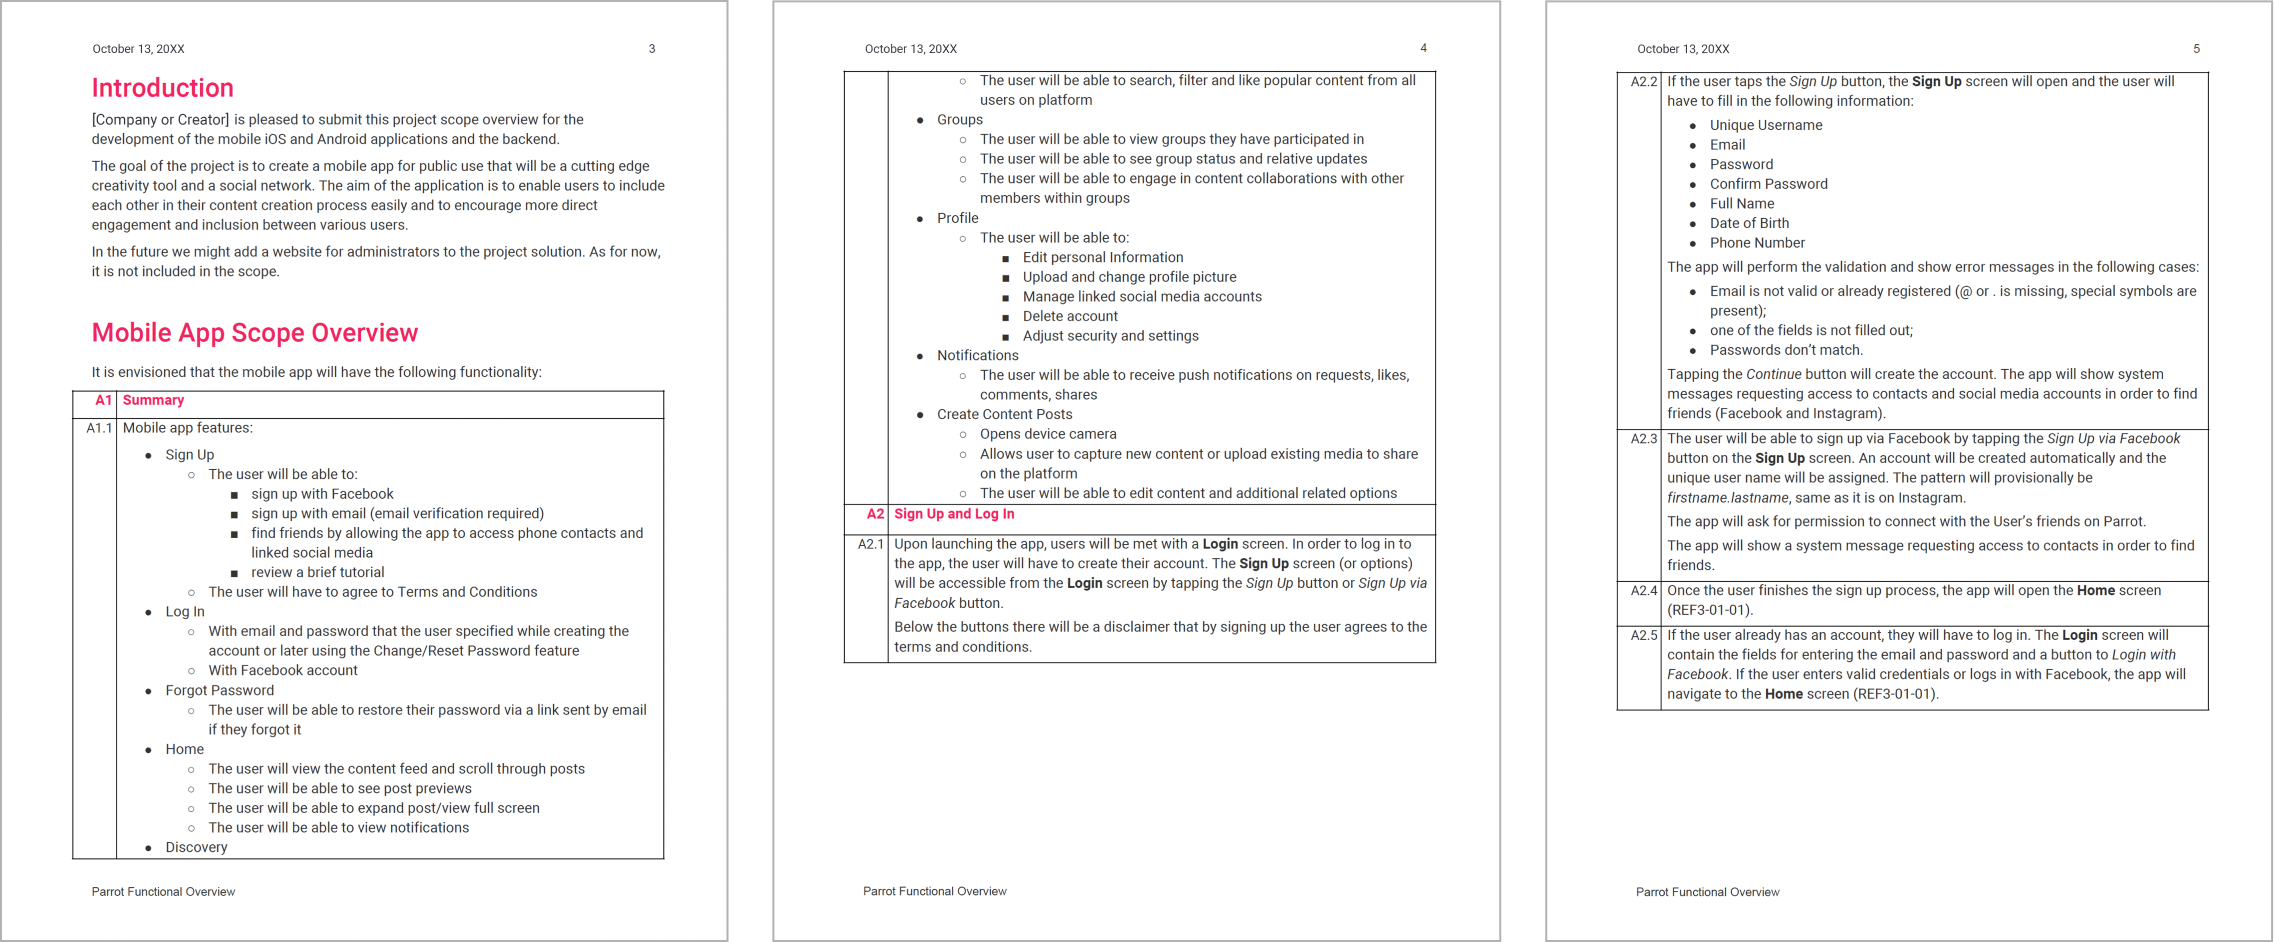 October 13, 20XX 3
Introduction
[Company or Creator] is pleased to submit this project scope overview for the
development of the mobile iOS and Android applications and the backend.
The goal of the project is to create a mobile app for public use that will be a cutting edge
creativity tool and a social network. The aim of the application is to enable users to include
each other in their content creation process easily and to encourage more direct
engagement and inclusion between various users.
In the future we might add a website for administrators to the project solution. As for now,
it is not included in the scope.
Mobile App Scope Overview
It is envisioned that the mobile app will have the following functionality:
A1 Summary
A1.1 Mobile app features:
● Sign Up
○ The user will be able to:
■ sign up with Facebook
■ sign up with email (email verification required)
■ find friends by allowing the app to access phone contacts and
linked social media
■ review a brief tutorial
○ The user will have to agree to Terms and Conditions
● Log In
○ With email and password that the user specified while creating the
account or later using the Change/Reset Password feature
○ With Facebook account
● Forgot Password
○ The user will be able to restore their password via a link sent by email
if they forgot it
● Home
○ The user will view the content feed and scroll through posts
○ The user will be able to see post previews
○ The user will be able to expand post/view full screen
○ The user will be able to view notifications
● Discovery
Parrot Functional Overview
October 13, 20XX 4
○ The user will be able to search, filter and like popular content from all
users on platform
● Groups
○ The user will be able to view groups they have participated in
○ The user will be able to see group status and relative updates
○ The user will be able to engage in content collaborations with other
members within groups
● Profile
○ The user will be able to:
■ Edit personal Information
■ Upload and change profile picture
■ Manage linked social media accounts
■ Delete account
■ Adjust security and settings
● Notifications
○ The user will be able to receive push notifications on requests, likes,
comments, shares
● Create Content Posts
○ Opens device camera
○ Allows user to capture new content or upload existing media to share
on the platform
○ The user will be able to edit content and additional related options
A2 Sign Up and Log In
A2.1 Upon launching the app, users will be met with a Login screen. In order to log in to
the app, the user will have to create their account. The Sign Up screen (or options)
will be accessible from the Login screen by tapping the Sign Up button or Sign Up via
Facebook button.
Below the buttons there will be a disclaimer that by signing up the user agrees to the
terms and conditions.
Parrot Functional Overview
October 13, 20XX 5
A2.2 If the user taps the Sign Up button, the Sign Up screen will open and the user will
have to fill in the following information:
● Unique Username
● Email
● Password
● Confirm Password
● Full Name
● Date of Birth
● Phone Number
The app will perform the validation and show error messages in the following cases:
● Email is not valid or already registered (@ or . is missing, special symbols are
present);
● one of the fields is not filled out;
● Passwords don’t match.
Tapping the Continue button will create the account. The app will show system
messages requesting access to contacts and social media accounts in order to find
friends (Facebook and Instagram).
A2.3 The user will be able to sign up via Facebook by tapping the Sign Up via Facebook
button on the Sign Up screen. An account will be created automatically and the
unique user name will be assigned. The pattern will provisionally be
firstname.lastname, same as it is on Instagram.
The app will ask for permission to connect with the User’s friends on Parrot.
The app will show a system message requesting access to contacts in order to find
friends.
A2.4 Once the user finishes the sign up process, the app will open the Home screen
(REF3-01-01).
A2.5 If the user already has an account, they will have to log in. The Login screen will
contain the fields for entering the email and password and a button to Login with
Facebook. If the user enters valid credentials or logs in with Facebook, the app will
navigate to the Home screen (REF3-01-01).
Parrot Functional Overview